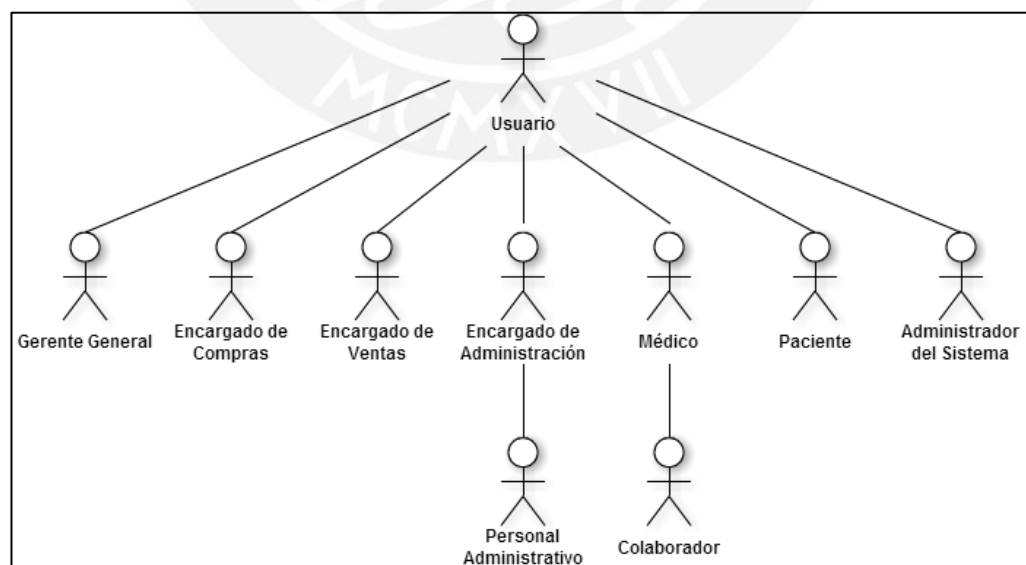 MCMXVII
Usuario
Gerente General
Encargado de
Compras
Encargado de
Ventas
Encargado de
Administración
Médico
Paciente
Administrador
del Sistema
Personal
Administrativo
Colaborador